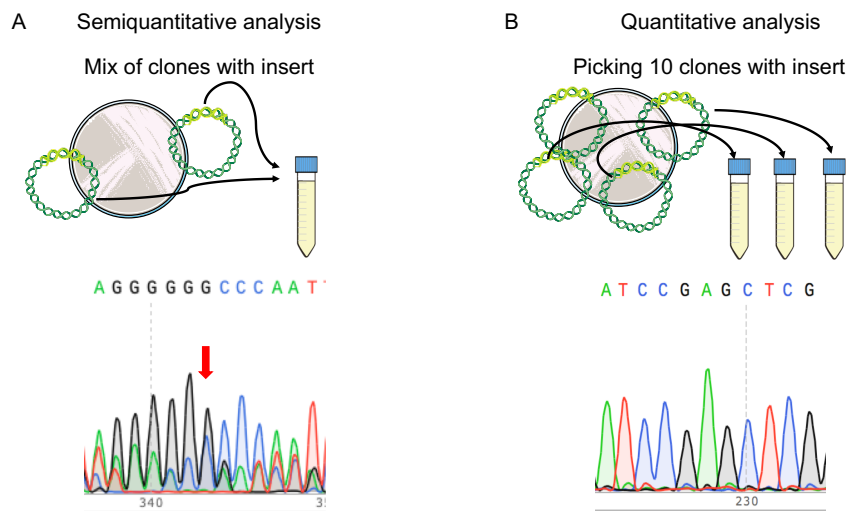 A
Semiquantitative analysis
Mix of clones with insert
AGGGGGGCCCAAT
340
B
Quantitative analysis
Picking 10 clones with insert
ATCCGAGCTCG
230